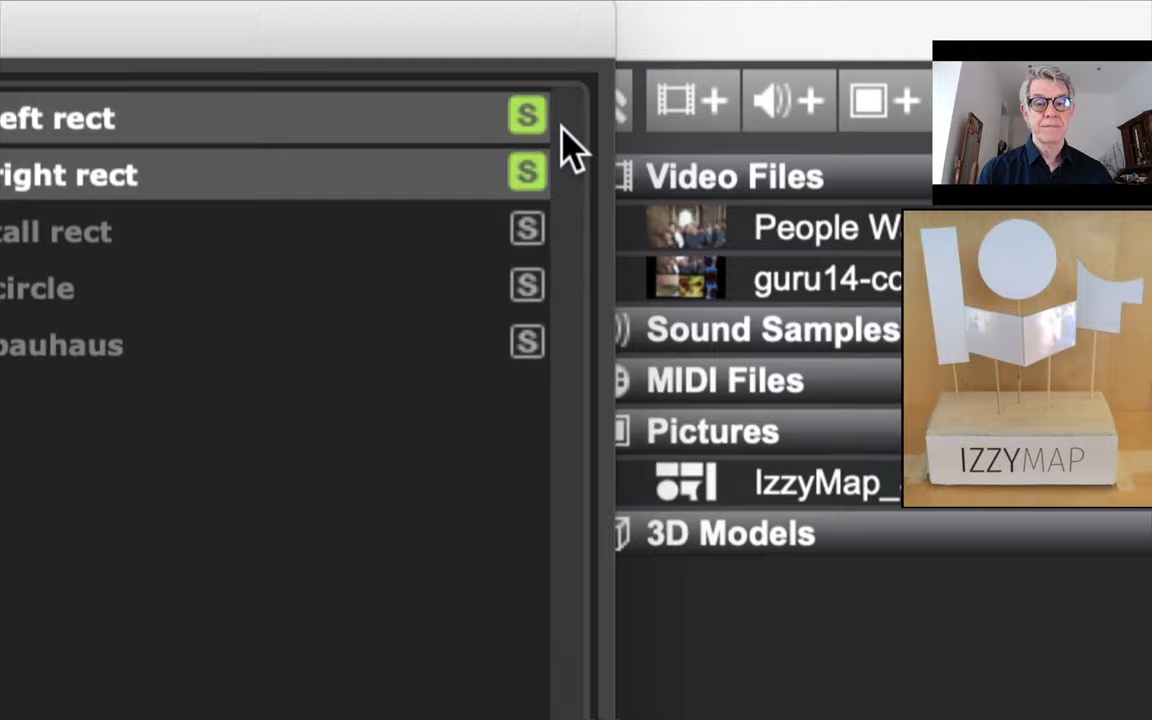 eft rect S
right rect S
tall rect S
circle S
bauhaus S
Video Files
People W
guru14-co
Sound Samples
MIDI Files
Pictures
IzzyMap_
3D Models
IZZYMAP